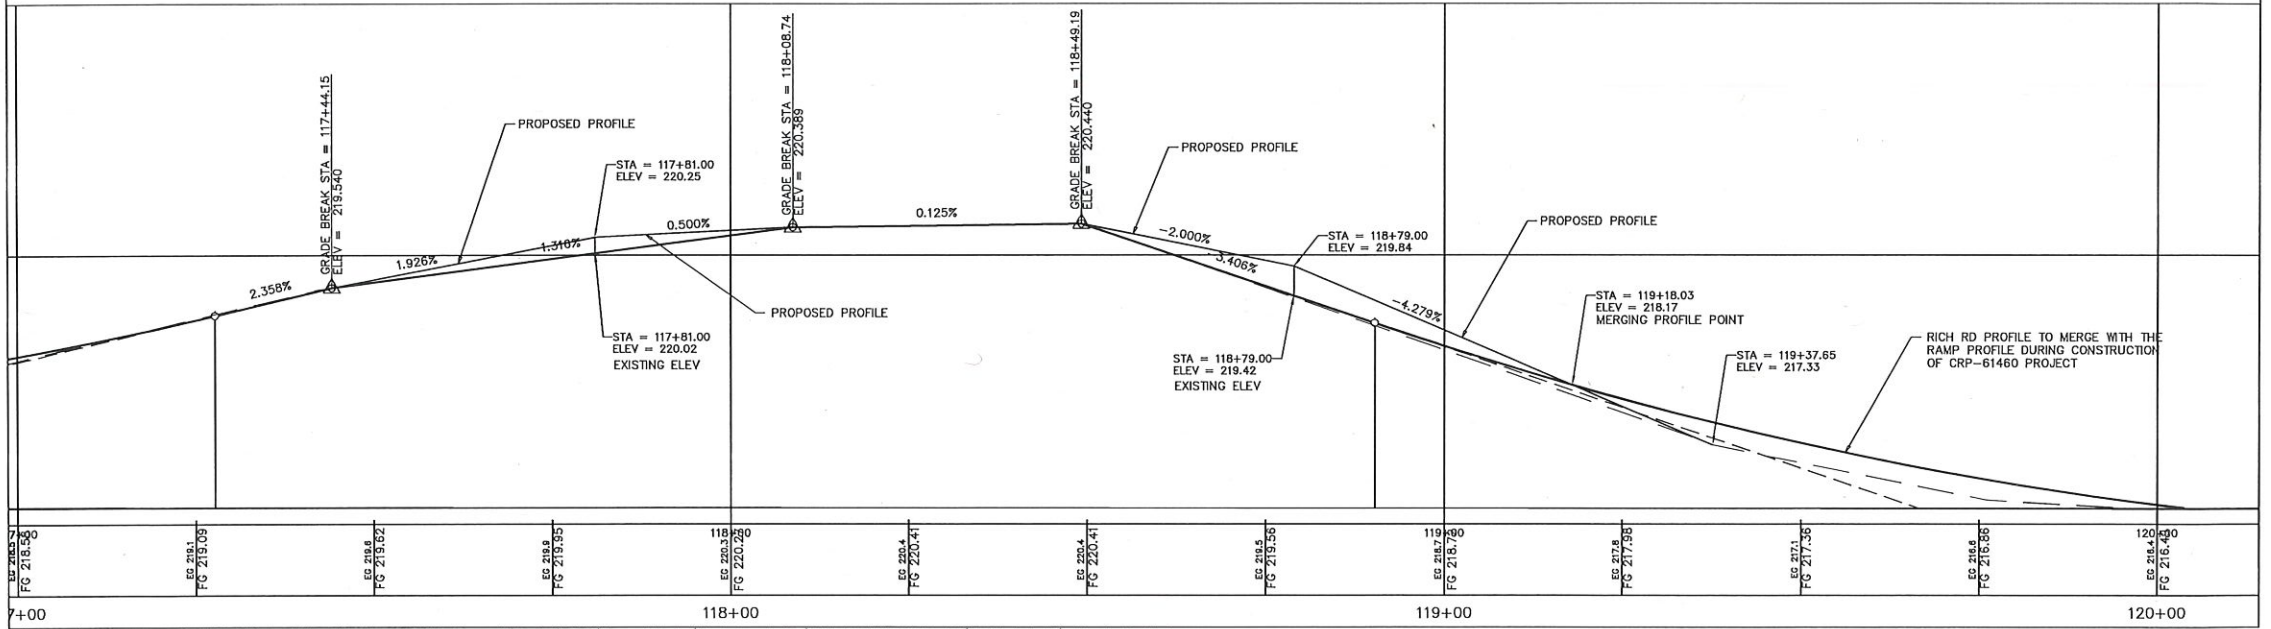 GRADE BREAK STA = 117+44.15
ELEV = 219.540
GRADE BREAK STA = 118+08.74
ELEV = 220.389
GRADE BREAK STA = 118+49.19
ELEV = 220.440
PROPOSED PROFILE
STA = 117+81.00
ELEV = 220.25
PROPOSED PROFILE
0.500%
0.125%
-2.000%
PROPOSED PROFILE
STA = 118+79.00
ELEV = 219.84
1.310%
1.926%
-3.406%
2.358%
-4.279%
PROPOSED PROFILE
STA = 119+18.03
ELEV = 218.17
MERGING PROFILE POINT
STA = 117+81.00
ELEV = 220.02
EXISTING ELEV
STA = 118+79.00
ELEV = 219.42
EXISTING ELEV
STA = 119+37.65
ELEV = 217.33
RICH RD PROFILE TO MERGE WITH THE
RAMP PROFILE DURING CONSTRUCTION
OF CRP-61460 PROJECT
FG 218.58
EG 219.1
FG 219.09
EG 219.6
FG 219.62
EG 219.9
FG 219.95
EG 220.3
EG 220.4
FG 220.41
EG 220.4
FG 220.41
EG 219.5
FG 219.56
EG 218.7
EG 217.8
FG 217.98
EG 217.1
FG 217.36
EG 216.6
FG 216.86
EG 216.4
7+00
118+00
119+00
120+00